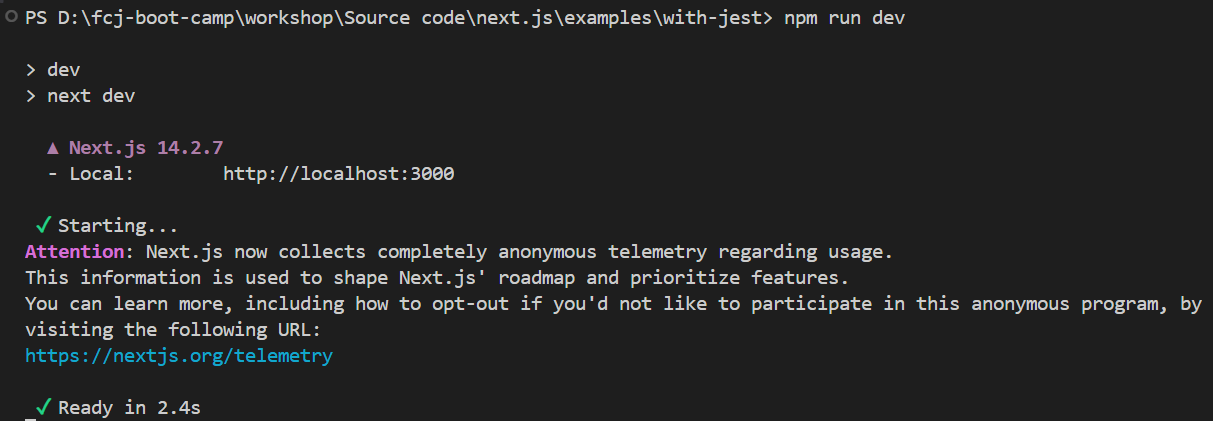 PS D:\fcj-boot-camp\workshop\Source code\next.js\examples\with-jest> npm run dev
> dev
> next dev
▲ Next.js 14.2.7
- Local:        http://localhost:3000
✓ Starting...
Attention: Next.js now collects completely anonymous telemetry regarding usage.
This information is used to shape Next.js' roadmap and prioritize features.
You can learn more, including how to opt-out if you'd not like to participate in this anonymous program, by
visiting the following URL:
https://nextjs.org/telemetry
✓ Ready in 2.4s